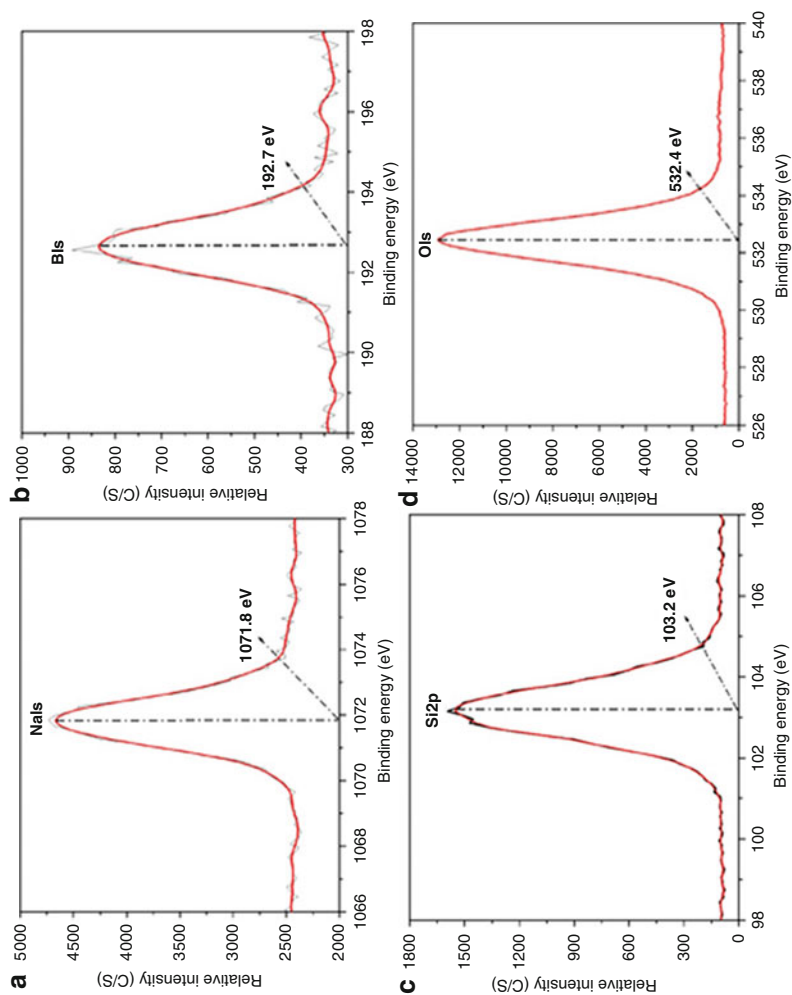 a
NaIs
5000
4500
4000
3500
3000
2500
2000
Relative intensity (C/S)
1071.8 eV
1066 1068 1070 1072 1074 1076 1078
Binding energy (eV)
b
BIs
1000
900
800
700
600
500
400
300
Relative intensity (C/S)
192.7 eV
188 190 192 194 196 198
Binding energy (eV)
c
Si2p
1800
1500
1200
900
600
300
0
Relative intensity (C/S)
103.2 eV
98 100 102 104 106 108
Binding energy (eV)
d
OIs
14000
12000
10000
8000
6000
4000
2000
0
Relative intensity (C/S)
532.4 eV
526 528 530 532 534 536 538 540
Binding energy (eV)